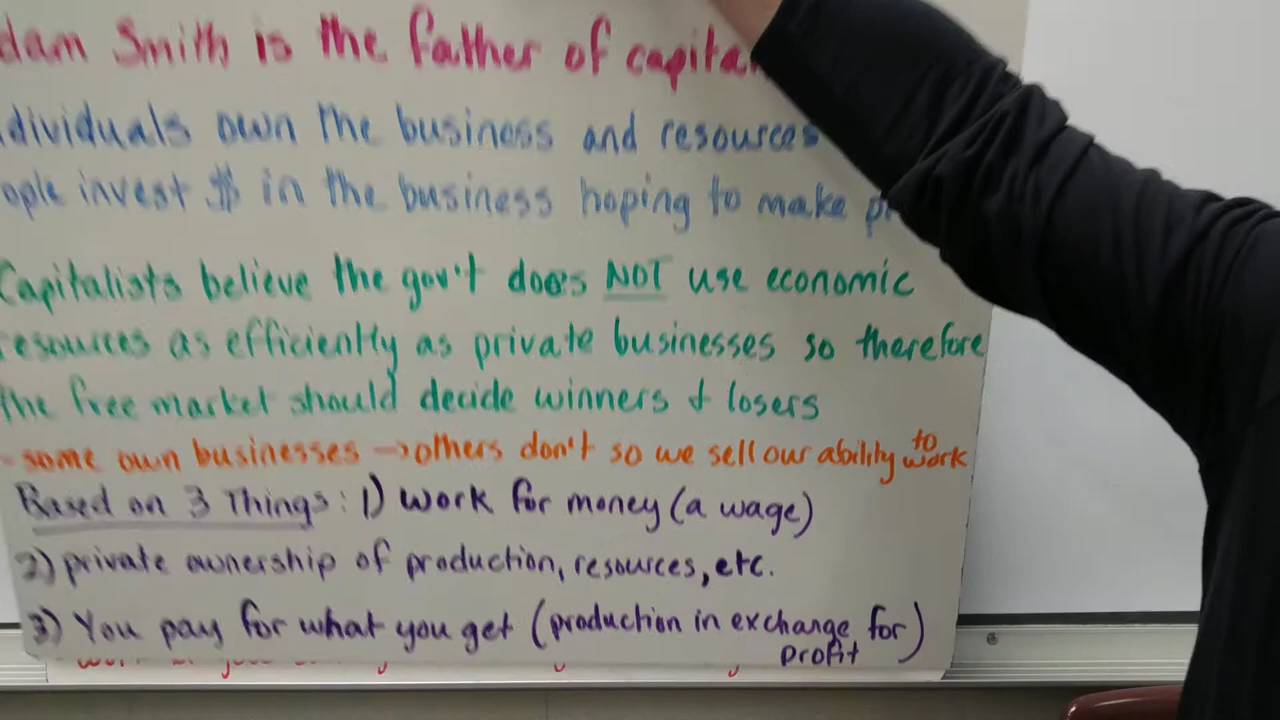 dam Smith is the father of capital
dividuals own the business and resources
ople invest $ in the business hoping to make p
Capitalists believe the gov't does NOT use economic
resources as efficiently as private businesses so therefore
the free market should decide winners & losers
- some own businesses → others don't so we sell our ability to work
Based on 3 Things: 1) Work for money (a wage)
2) private ownership of production, resources, etc.
3) You pay for what you get (production in exchange for profit)